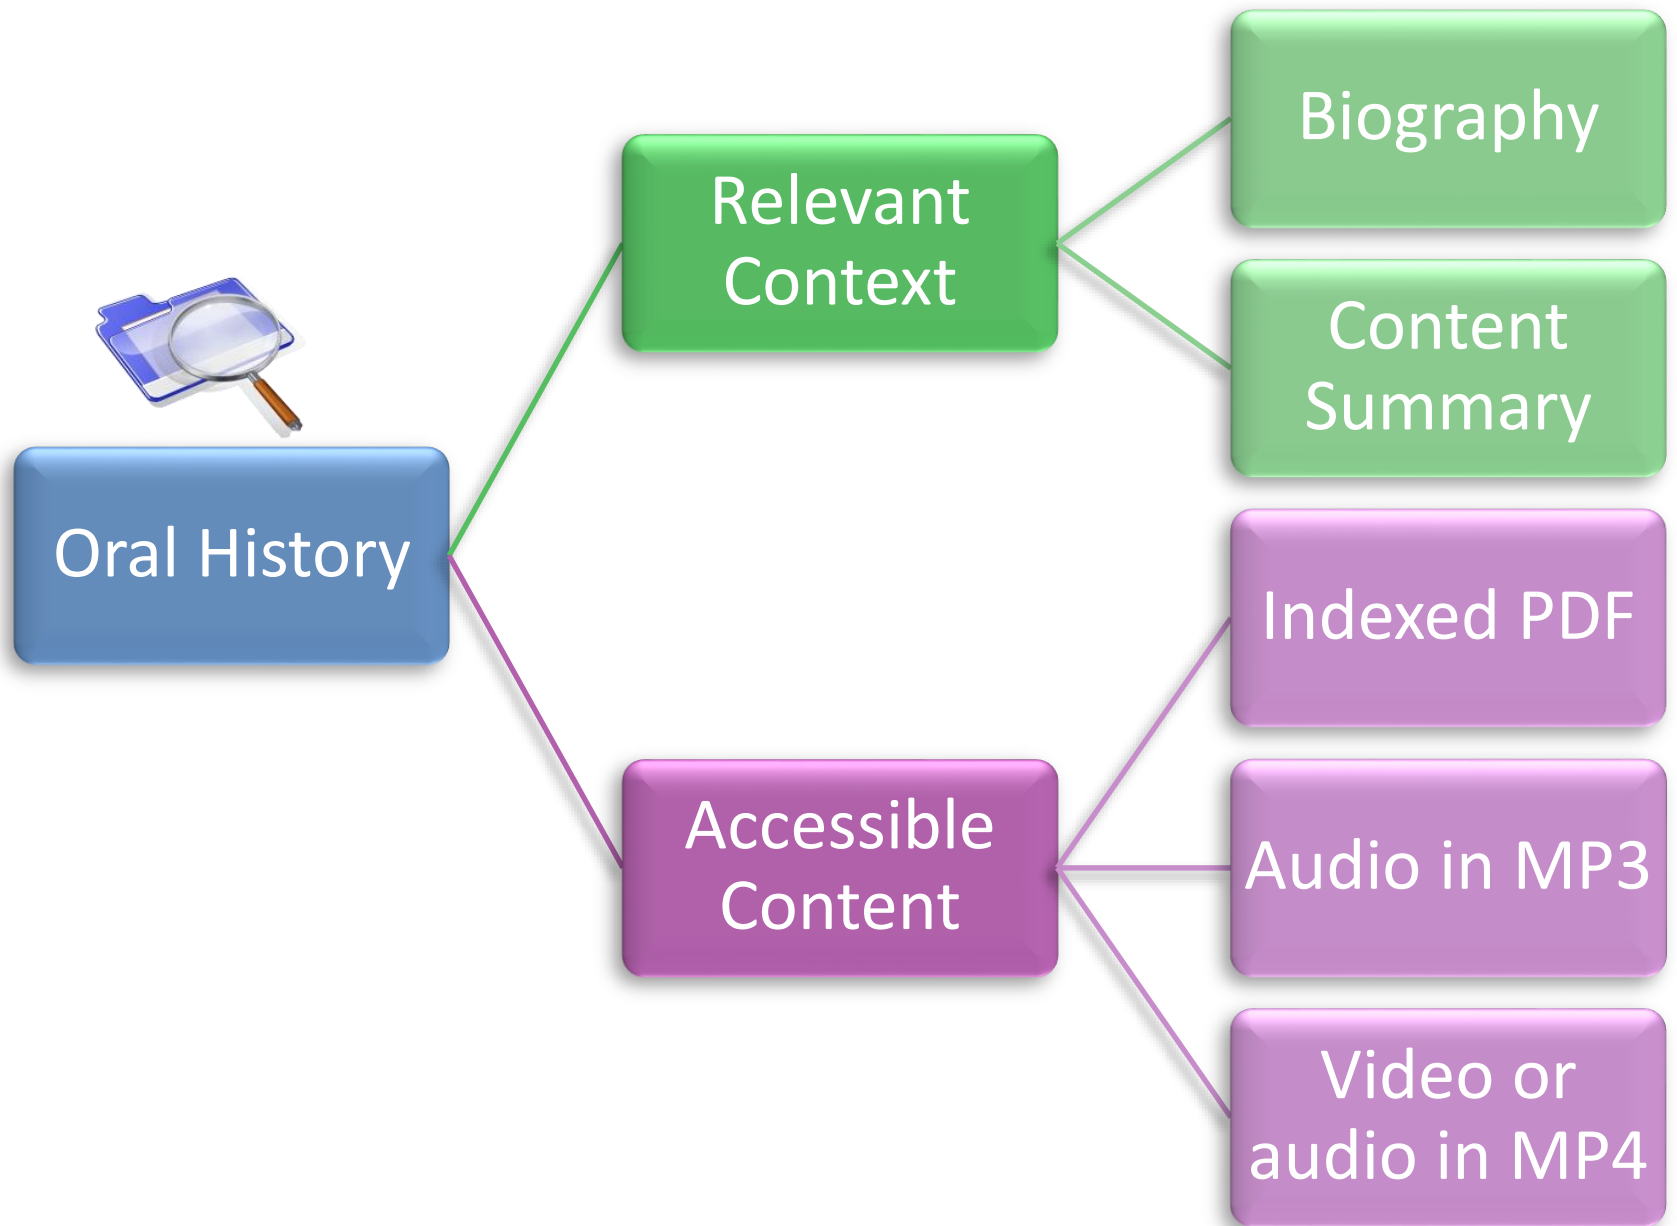 Oral History
Relevant
Context
Biography
Content
Summary
Accessible
Content
Indexed PDF
Audio in MP3
Video or
audio in MP4